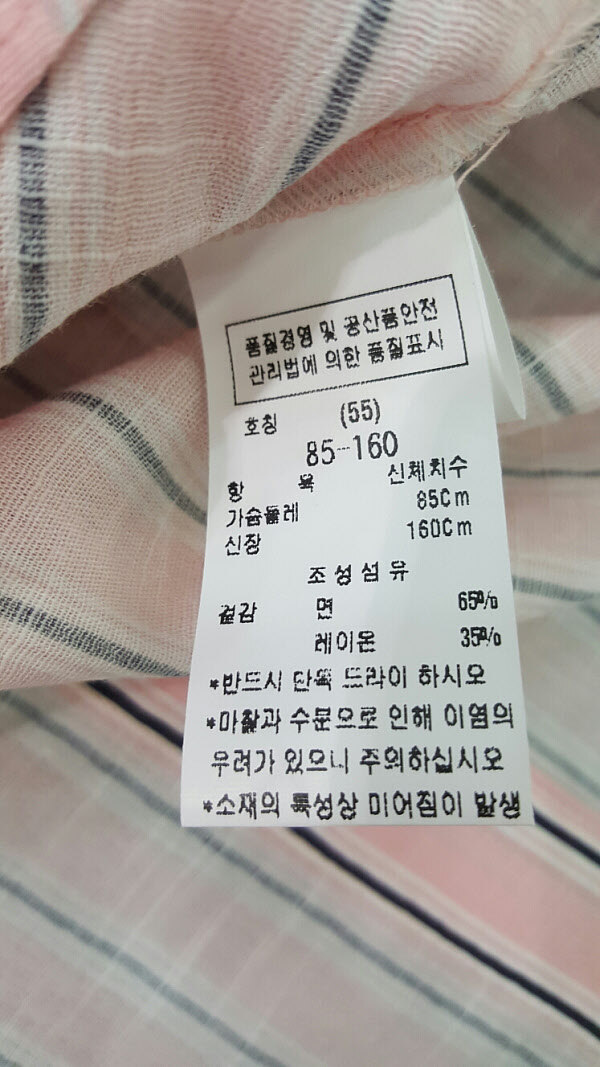 품질경영 및 공산품안전
관리법에 의한 품질표시
호칭 (55)
85-160
항 목 신체치수
가슴둘레 85Cm
신장 160Cm
조성섬유
겉감 면 65%
레이온 35%
*반드시 단독 드라이 하시오
*마찰과 수분으로 인해 이염의
우려가 있으니 주의하십시오
*소재의 특성상 미어짐이 발생